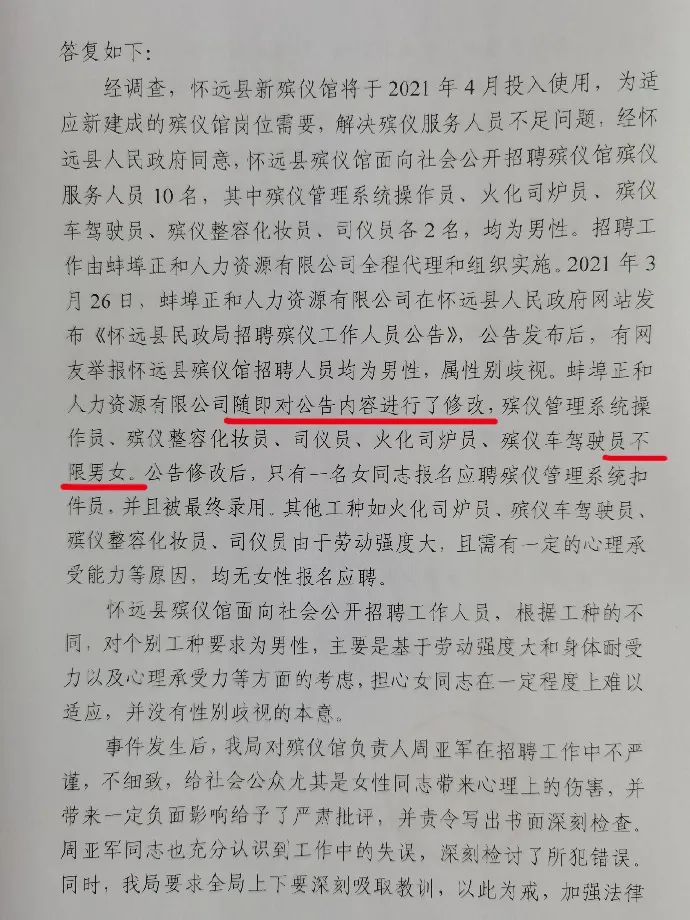 答复如下：
经调查，怀远县新殡仪馆将于 2021 年 4 月投入使用，为适
应新建成的殡仪馆岗位需要，解决殡仪服务人员不足问题，经怀
远县人民政府同意，怀远县殡仪馆面向社会公开招聘殡仪馆殡仪
服务人员 10 名，其中殡仪管理系统操作员、火化司炉员、殡仪
车驾驶员、殡仪整容化妆员、司仪员各 2 名，均为男性。招聘工
作由蚌埠正和人力资源有限公司全程代理和组织实施。2021 年 3
月 26 日，蚌埠正和人力资源有限公司在怀远县人民政府网站发
布《怀远县民政局招聘殡仪工作人员公告》，公告发布后，有网
友举报怀远县殡仪馆招聘人员均为男性，属性别歧视。蚌埠正和
人力资源有限公司随即对公告内容进行了修改，殡仪管理系统操
作员、殡仪整容化妆员、司仪员、火化司炉员、殡仪车驾驶员不
限男女。公告修改后，只有一名女同志报名应聘殡仪管理系统扣
件员，并且被最终录用。其他工种如火化司炉员、殡仪车驾驶员、
殡仪整容化妆员、司仪员由于劳动强度大，且需有一定的心理承
受能力等原因，均无女性报名应聘。
怀远县殡仪馆面向社会公开招聘工作人员，根据工种的不
同，对个别工种要求为男性，主要是基于劳动强度大和身体耐受
力以及心理承受力等方面的考虑，担心女同志在一定程度上难以
适应，并没有性别歧视的本意。
事件发生后，我局对殡仪馆负责人周亚军在招聘工作中不严
谨，不细致，给社会公众尤其是女性同志带来心理上的伤害，并
带来一定负面影响给予了严肃批评，并责令写出书面深刻检查。
周亚军同志也充分认识到工作中的失误，深刻检讨了所犯错误。
同时，我局要求全局上下要深刻吸取教训，以此为戒，加强法律